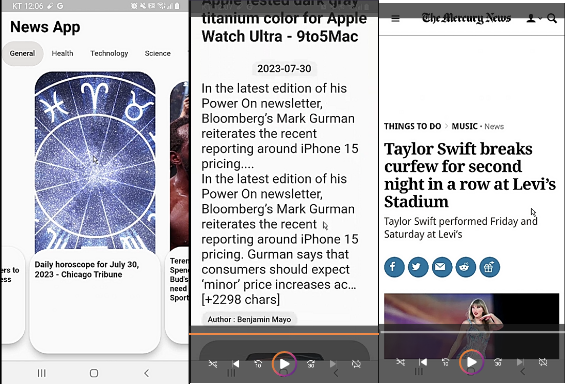 KT 12:06
News App
General Health Technology Science
Daily horoscope for July 30,
2023 - Chicago Tribune
ers to
ess
Spenc
Bud's
need
Sport
Apple tested dark gray
titanium color for Apple
Watch Ultra - 9to5Mac
2023-07-30
In the latest edition of his
Power On newsletter,
Bloomberg's Mark Gurman
reiterates the recent
reporting around iPhone 15
pricing....
In the latest edition of his
Power On newsletter,
Bloomberg's Mark Gurman
reiterates the recent
reporting around iPhone 15
pricing. Gurman says that
consumers should expect
'minor' price increases ac…
[+2298 chars]
Author : Benjamin Mayo
The Mercury News
THINGS TO DO > MUSIC • News
Taylor Swift breaks
curfew for second
night in a row at Levi's
Stadium
Taylor Swift performed Friday and
Saturday at Levi's